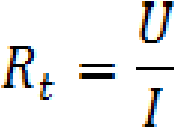 R_t = U/I